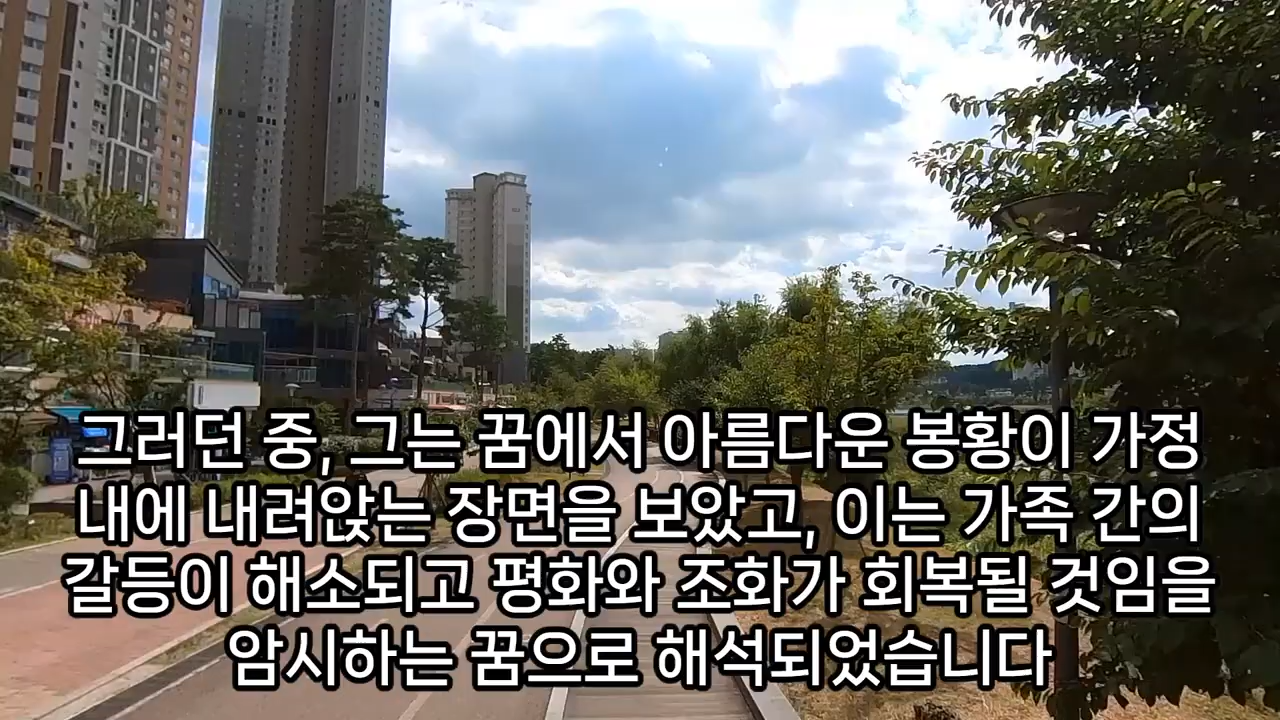 그러던 중, 그는 꿈에서 아름다운 봉황이 가정
내에 내려앉는 장면을 보았고, 이는 가족 간의
갈등이 해소되고 평화와 조화가 회복될 것임을
암시하는 꿈으로 해석되었습니다